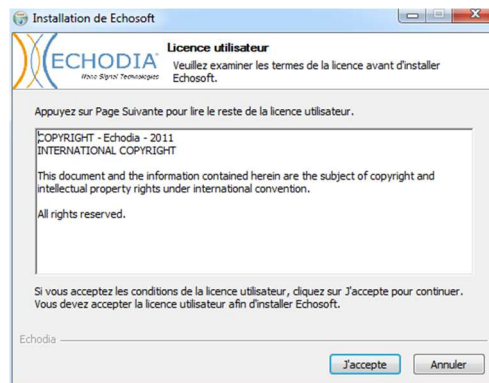 Installation de Echosoft
ECHODIA
Nano Signal Technologies
Licence utilisateur
Veuillez examiner les termes de la licence avant d'installer
Echosoft.
Appuyez sur Page Suivante pour lire le reste de la licence utilisateur.
COPYRIGHT - Echodia - 2011
INTERNATIONAL COPYRIGHT
This document and the information contained herein are the subject of copyright and
intellectual property rights under international convention.
All rights reserved.
Si vous acceptez les conditions de la licence utilisateur, cliquez sur J'accepte pour continuer.
Vous devez accepter la licence utilisateur afin d'installer Echosoft.
Echodia
J'accepte
Annuler